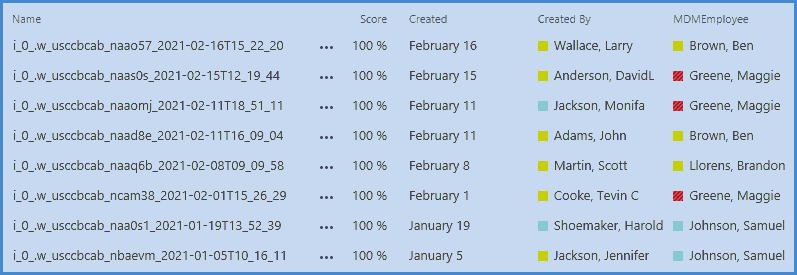 Name Score Created Created By MDMEmployee
i_0_.w_usccbcab_naao57_2021-02-16T15_22_20 ... 100 % February 16 Wallace, Larry Brown, Ben
i_0_.w_usccbcab_naas0s_2021-02-15T12_19_44 ... 100 % February 15 Anderson, DavidL Greene, Maggie
i_0_.w_usccbcab_naaomj_2021-02-11T18_51_11 ... 100 % February 11 Jackson, Monifa Greene, Maggie
i_0_.w_usccbcab_naad8e_2021-02-11T16_09_04 ... 100 % February 11 Adams, John Brown, Ben
i_0_.w_usccbcab_naaq6b_2021-02-08T09_09_58 ... 100 % February 8 Martin, Scott Llorens, Brandon
i_0_.w_usccbcab_ncam38_2021-02-01T15_26_29 ... 100 % February 1 Cooke, Tevin C Greene, Maggie
i_0_.w_usccbcab_naa0s1_2021-01-19T13_52_39 ... 100 % January 19 Shoemaker, Harold Johnson, Samuel
i_0_.w_usccbcab_nbaevm_2021-01-05T10_16_11 ... 100 % January 5 Jackson, Jennifer Johnson, Samuel